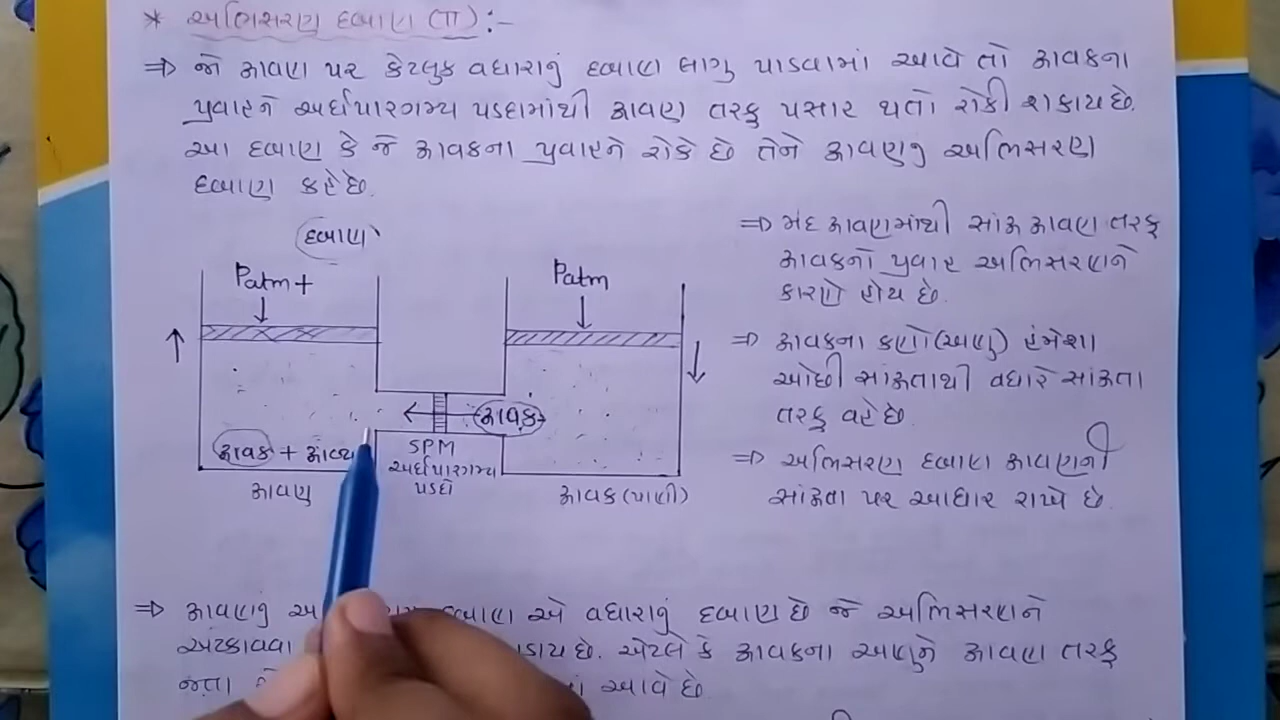 * અભિસરણ દબાણ (π) :-
⇒ જો દ્રાવણ પર કેટલુક વધારાનું દબાણ લાગુ પાડવામાં આવે તો દ્રાવકના
પ્રવાહને અર્ધપારગમ્ય પડદામાંથી દ્રાવણ તરફ પસાર થતો રોકી શકાય છે.
આ દબાણ કે જે દ્રાવકના પ્રવાહને રોકે છે તેને દ્રાવણનું અભિસરણ
દબાણ કહે છે.
દબાણ
Patm +
Patm
દ્રાવક
દ્રાવક + દ્રાવ્ય
SPM
અર્ધપારગમ્ય
પડદો
દ્રાવણ
દ્રાવક (પાણી)
⇒ મંદ દ્રાવણમાંથી સાંદ્ર દ્રાવણ તરફ
દ્રાવકનો પ્રવાહ અભિસરણને
કારણે હોય છે.
⇒ દ્રાવકના કણો (અણુ) હંમેશા
ઓછી સાંદ્રતાથી વધારે સાંદ્રતા
તરફ વહે છે
⇒ અભિસરણ દબાણ દ્રાવણની
સાંદ્રતા પર આધાર રાખે છે.
⇒ દ્રાવણનું દબાણ એ વધારાનું દબાણ છે જે અભિસરણને
અટકાવવા છે. એટલે કે દ્રાવકના અણુને દ્રાવણ તરફ
જતા આવે છે